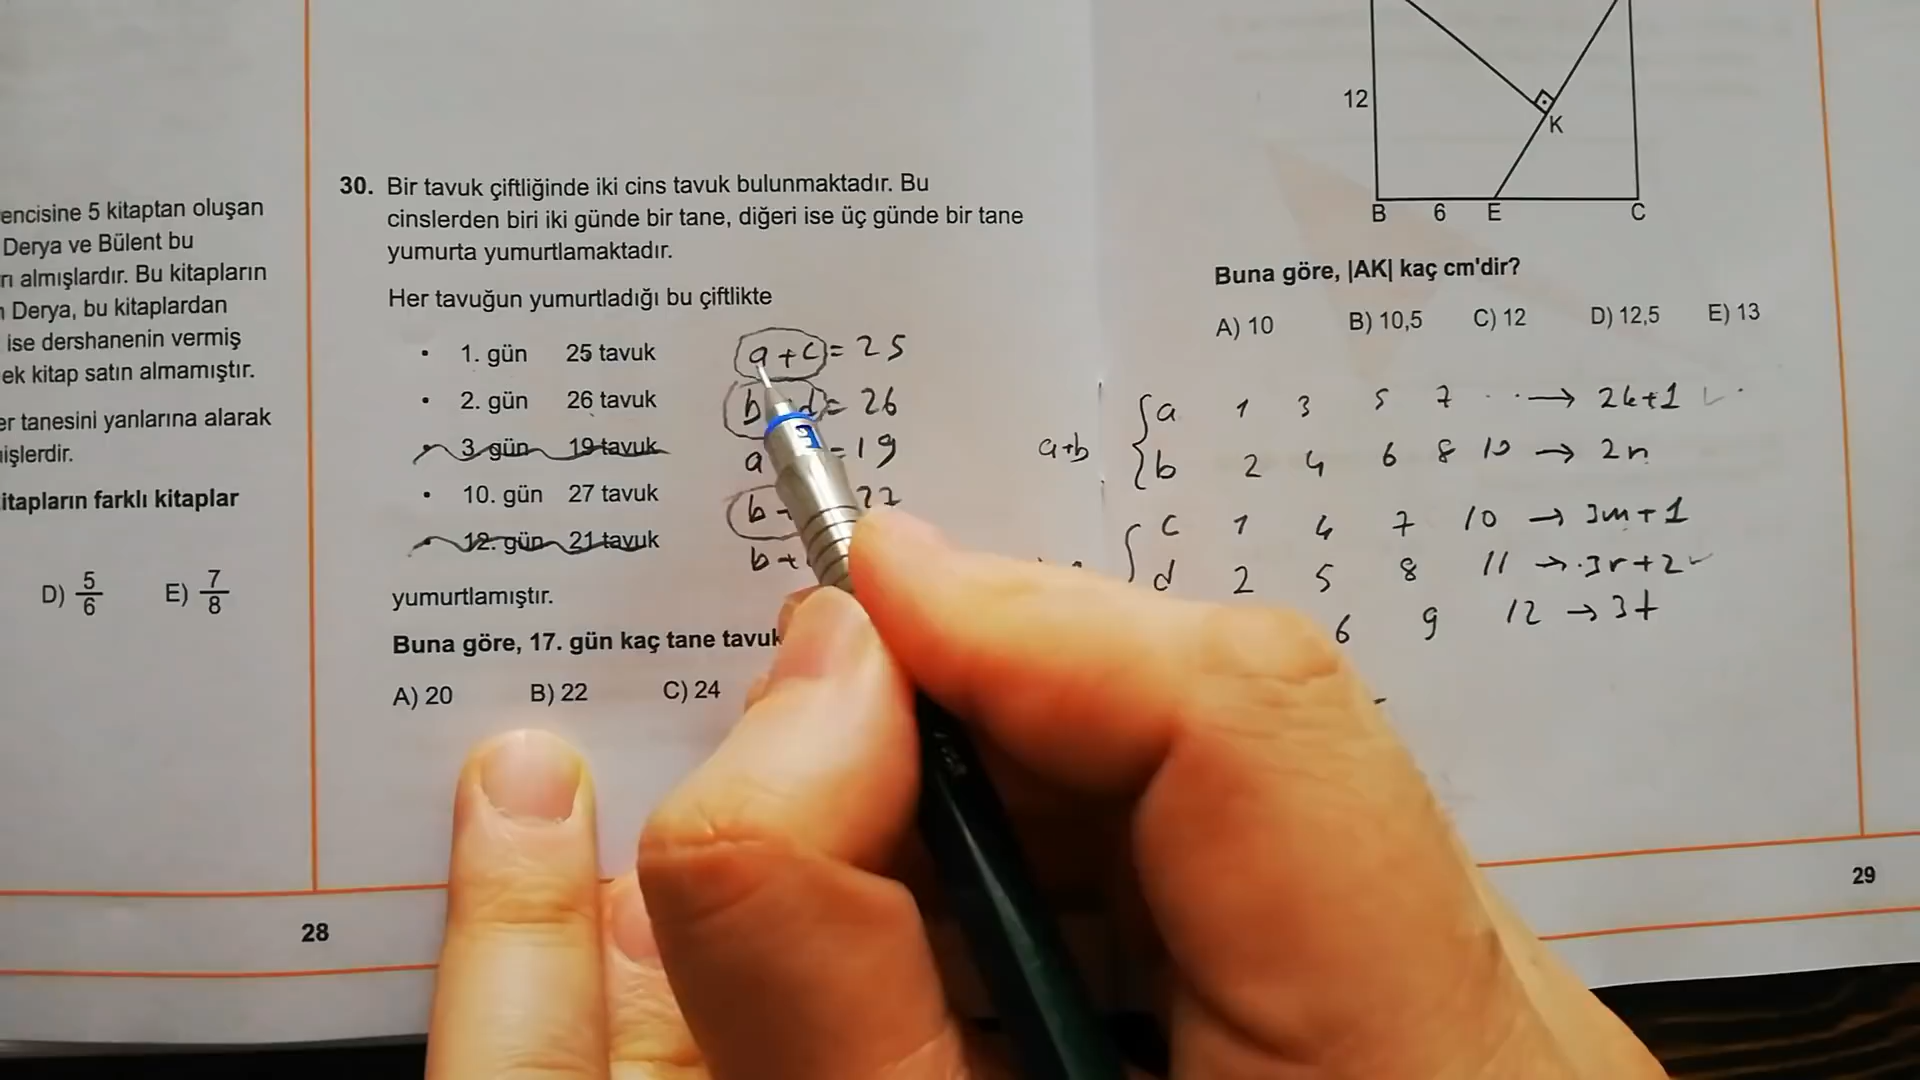 encisine 5 kitaptan oluşan
Derya ve Bülent bu
rı almışlardır. Bu kitapların
Derya, bu kitaplardan
ise dershanenin vermiş
ek kitap satın almamıştır.
er tanesini yanlarına alarak
işlerdir.
itapların farklı kitaplar
D) 5/6 E) 7/8
28
30. Bir tavuk çiftliğinde iki cins tavuk bulunmaktadır. Bu
cinslerden biri iki günde bir tane, diğeri ise üç günde bir tane
yumurta yumurtlamaktadır.
Her tavuğun yumurtladığı bu çiftlikte
• 1. gün 25 tavuk a+c = 25
• 2. gün 26 tavuk b d = 26
3. gün 19 tavuk a =19
• 10. gün 27 tavuk b+ 27
12. gün 21 tavuk b+
yumurtlamıştır.
Buna göre, 17. gün kaç tane tavuk
A) 20 B) 22 C) 24
12
K
B 6 E C
Buna göre, |AK| kaç cm'dir?
A) 10 B) 10,5 C) 12 D) 12,5 E) 13
a 1 3 5 7 . . → 2k+1
a+b
b 2 4 6 8 10 → 2n
c 1 4 7 10 → 3m+1
d 2 5 8 11 → 3r+2
6 9 12 → 3t
29